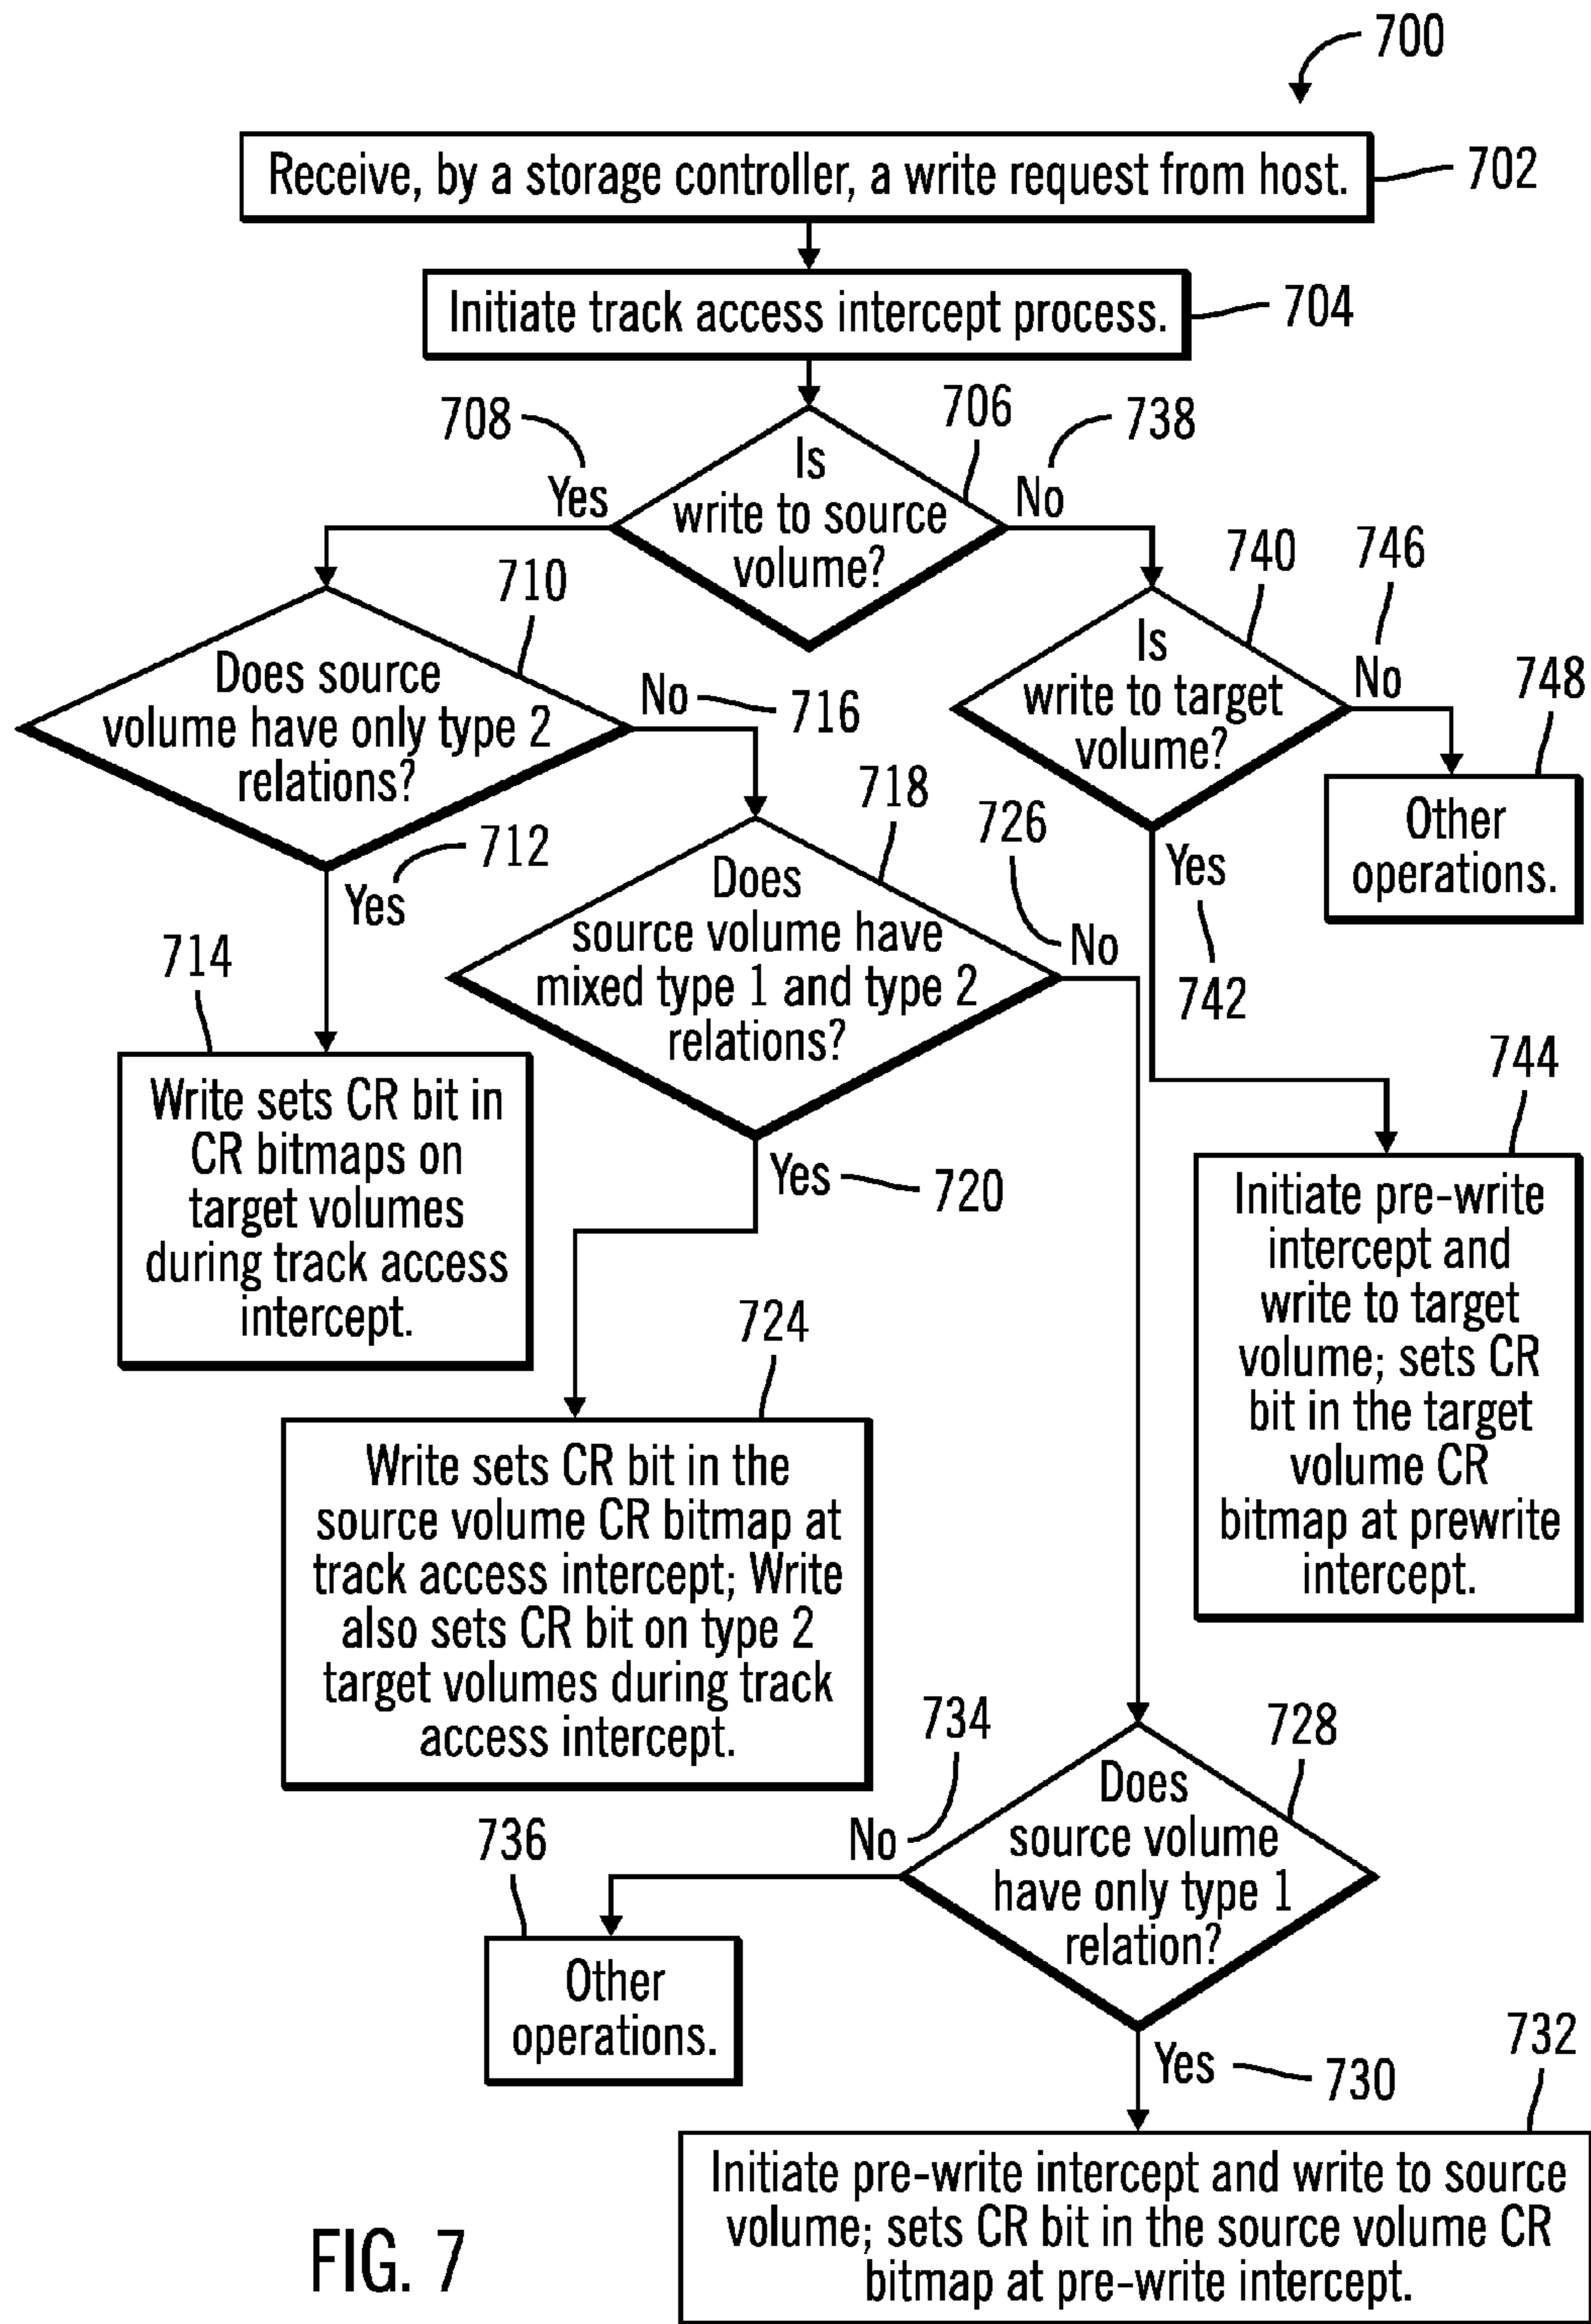 700
Receive, by a storage controller, a write request from host.
702
Initiate track access intercept process.
704
708
706
738
Is
write to source
volume?
Yes
No
710
740
746
Does source
volume have only type 2
relations?
No
716
Is
write to target
volume?
No
748
Other
operations.
712
Yes
718
726
Does
source volume have
mixed type 1 and type 2
relations?
No
Yes
742
714
Write sets CR bit in
CR bitmaps on
target volumes
during track access
intercept.
Yes
720
744
Initiate pre-write
intercept and
write to target
volume; sets CR
bit in the target
volume CR
bitmap at prewrite
intercept.
724
Write sets CR bit in the
source volume CR bitmap at
track access intercept; Write
also sets CR bit on type 2
target volumes during track
access intercept.
734
728
Does
source volume
have only type 1
relation?
No
736
Other
operations.
Yes
730
732
Initiate pre-write intercept and write to source
volume; sets CR bit in the source volume CR
bitmap at pre-write intercept.
FIG. 7